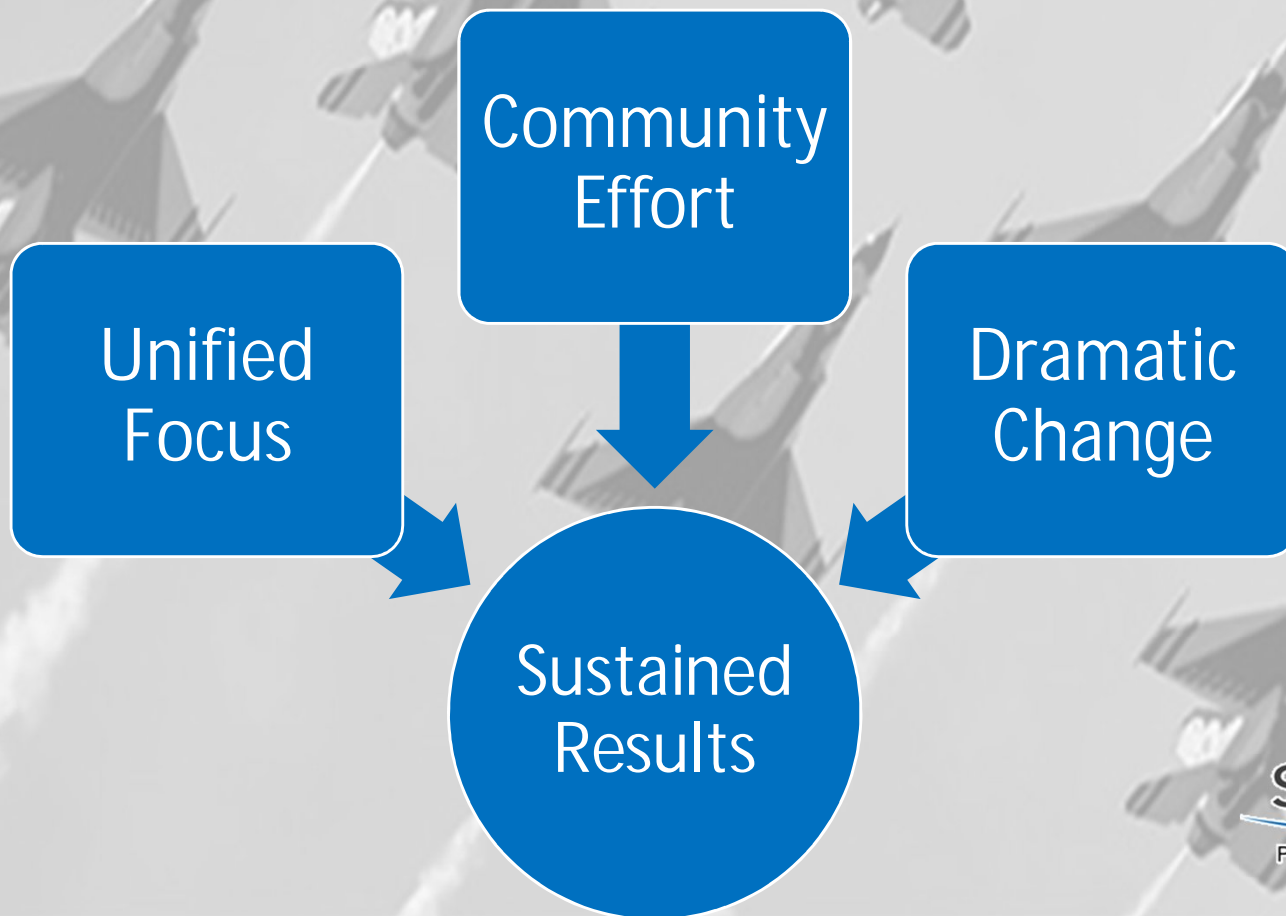 Community
Effort
Unified
Focus
Dramatic
Change
Sustained
Results